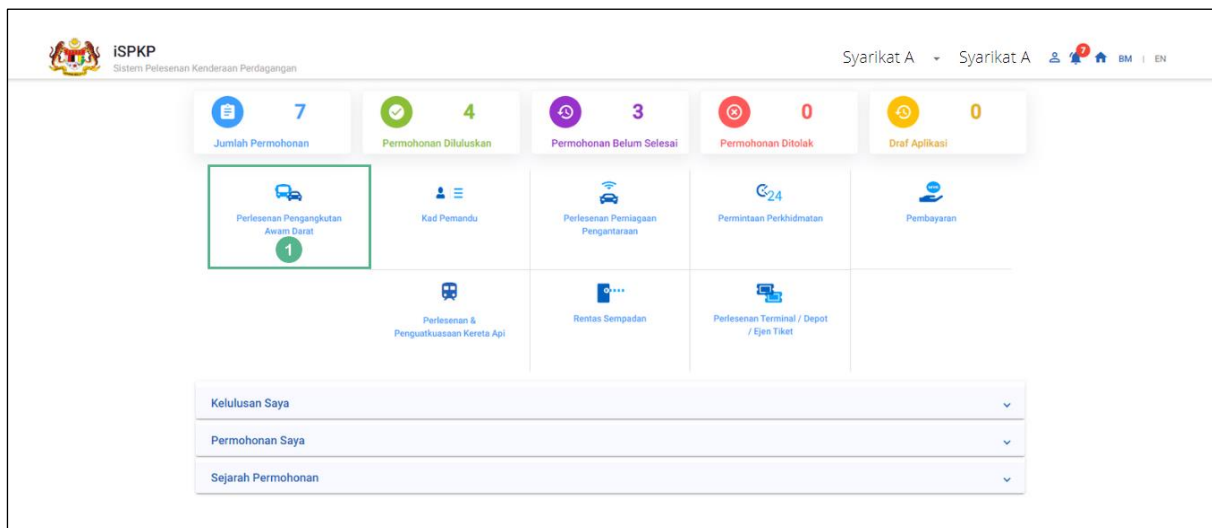 iSPKP
Sistem Pelesenan Kenderaan Perdagangan
Syarikat A Syarikat A 7 BM | EN
7 4 3 0 0
Jumlah Permohonan Permohonan Diluluskan Permohonan Belum Selesai Permohonan Ditolak Draf Aplikasi
Perlesenan Pengangkutan
Awam Darat
1
Kad Pemandu
Perlesenan Perniagaan
Pengantaraan
24
Permintaan Perkhidmatan
Pembayaran
Perlesenan &
Penguatkuasaan Kereta Api
Rentas Sempadan
Perlesenan Terminal / Depot
/ Ejen Tiket
Kelulusan Saya
Permohonan Saya
Sejarah Permohonan